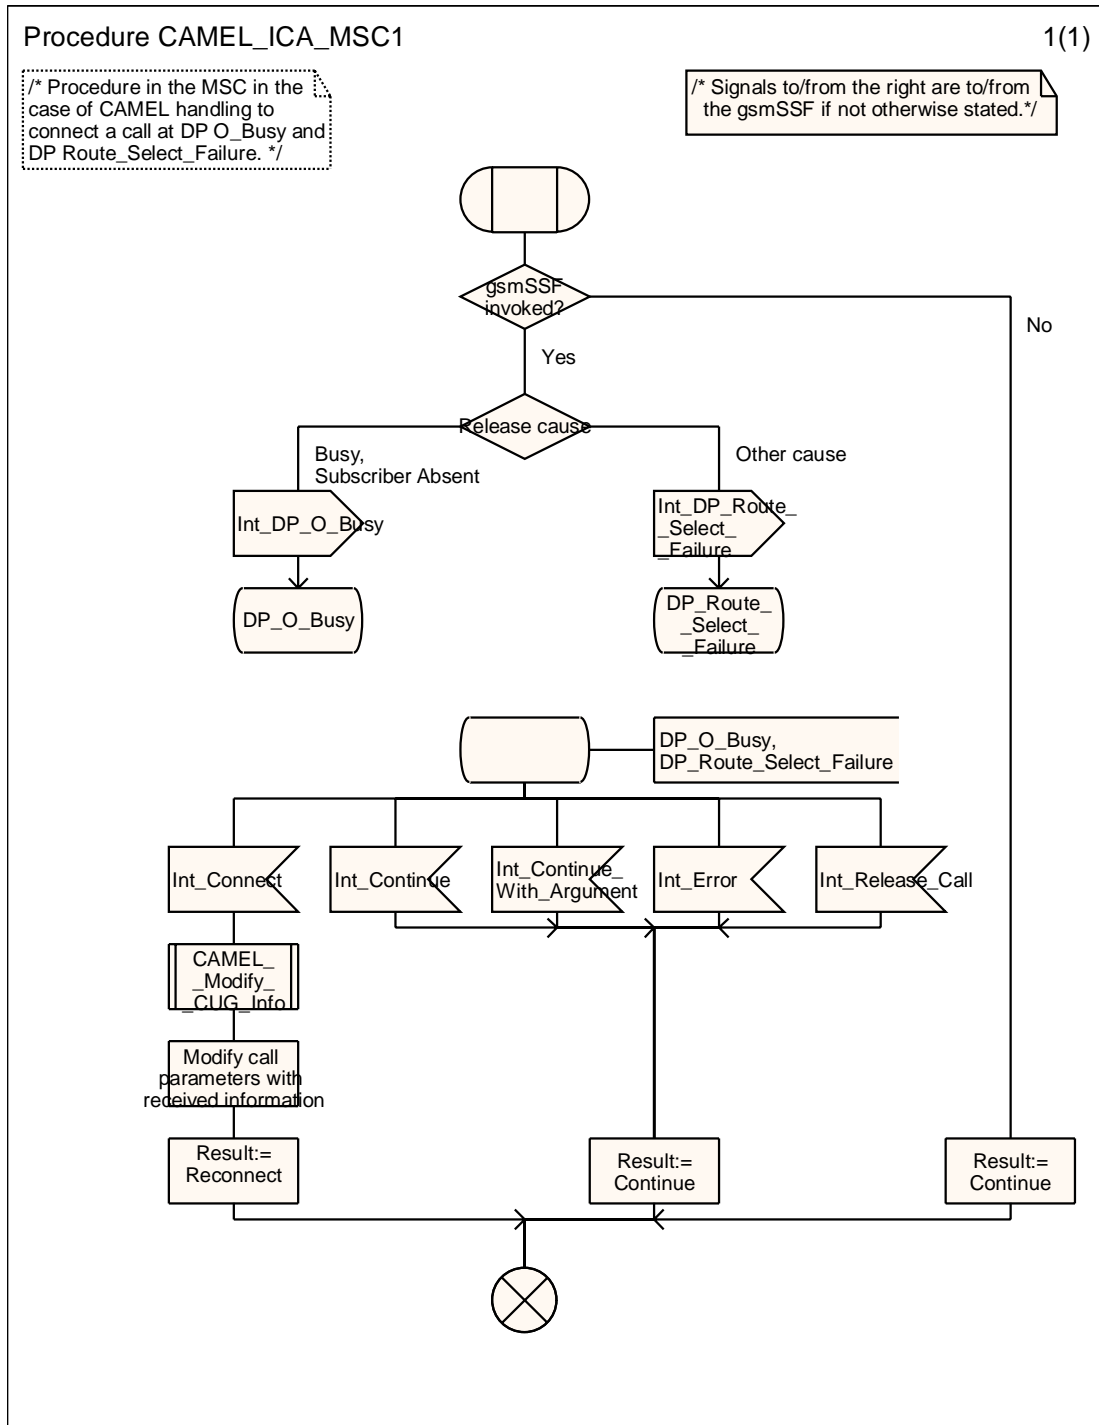 Procedure CAMEL_ICA_MSC1
1(1)
/* Procedure in the MSC in the
case of CAMEL handling to
connect a call at DP O_Busy and
DP Route_Select_Failure. */
/* Signals to/from the right are to/from
the gsmSSF if not otherwise stated.*/
gsmSSF
invoked?
No
Yes
Release cause
Busy,
Subscriber Absent
Other cause
Int_DP_O_Busy
Int_DP_Route_
_Select_
_Failure
DP_O_Busy
DP_Route_
_Select_
_Failure
DP_O_Busy,
DP_Route_Select_Failure
Int_Connect
Int_Continue
Int_Continue_
With_Argument
Int_Error
Int_Release_Call
CAMEL_
_Modify_
_CUG_Info
Modify call
parameters with
received information
Result:=
Reconnect
Result:=
Continue
Result:=
Continue